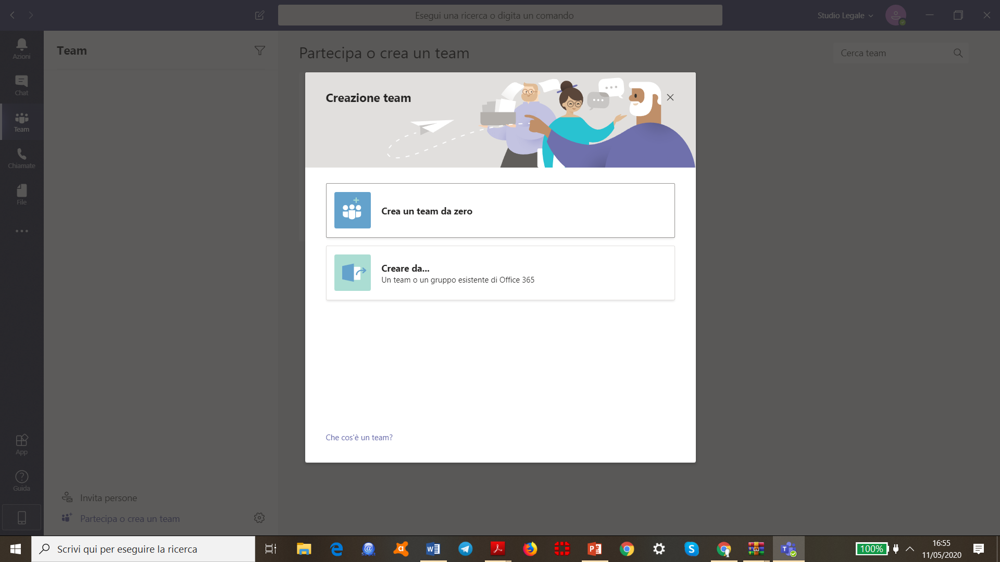 Esegui una ricerca o digita un comando
Studio Legale
Azioni
Chat
Team
Chiamate
File
App
Guida
Team
Invita persone
Partecipa o crea un team
Partecipa o crea un team
Cerca team
Creazione team
Crea un team da zero
Creare da...
Un team o un gruppo esistente di Office 365
Che cos'è un team?
Scrivi qui per eseguire la ricerca
100%
16:55
11/05/2020